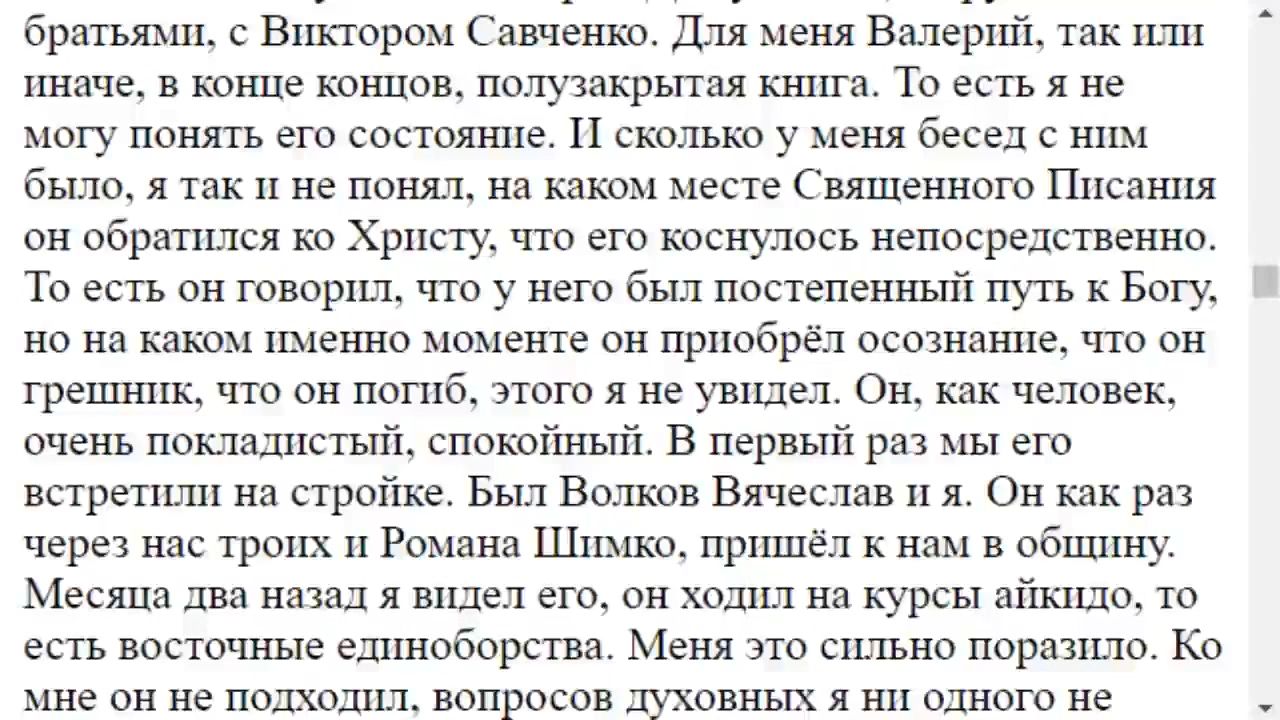 братьями, с Виктором Савченко. Для меня Валерий, так или
иначе, в конце концов, полузакрытая книга. То есть я не
могу понять его состояние. И сколько у меня бесед с ним
было, я так и не понял, на каком месте Священного Писания
он обратился ко Христу, что его коснулось непосредственно.
То есть он говорил, что у него был постепенный путь к Богу,
но на каком именно моменте он приобрёл осознание, что он
грешник, что он погиб, этого я не увидел. Он, как человек,
очень покладистый, спокойный. В первый раз мы его
встретили на стройке. Был Волков Вячеслав и я. Он как раз
через нас троих и Романа Шимко, пришёл к нам в общину.
Месяца два назад я видел его, он ходил на курсы айкидо, то
есть восточные единоборства. Меня это сильно поразило. Ко
мне он не подходил, вопросов духовных я ни одного не